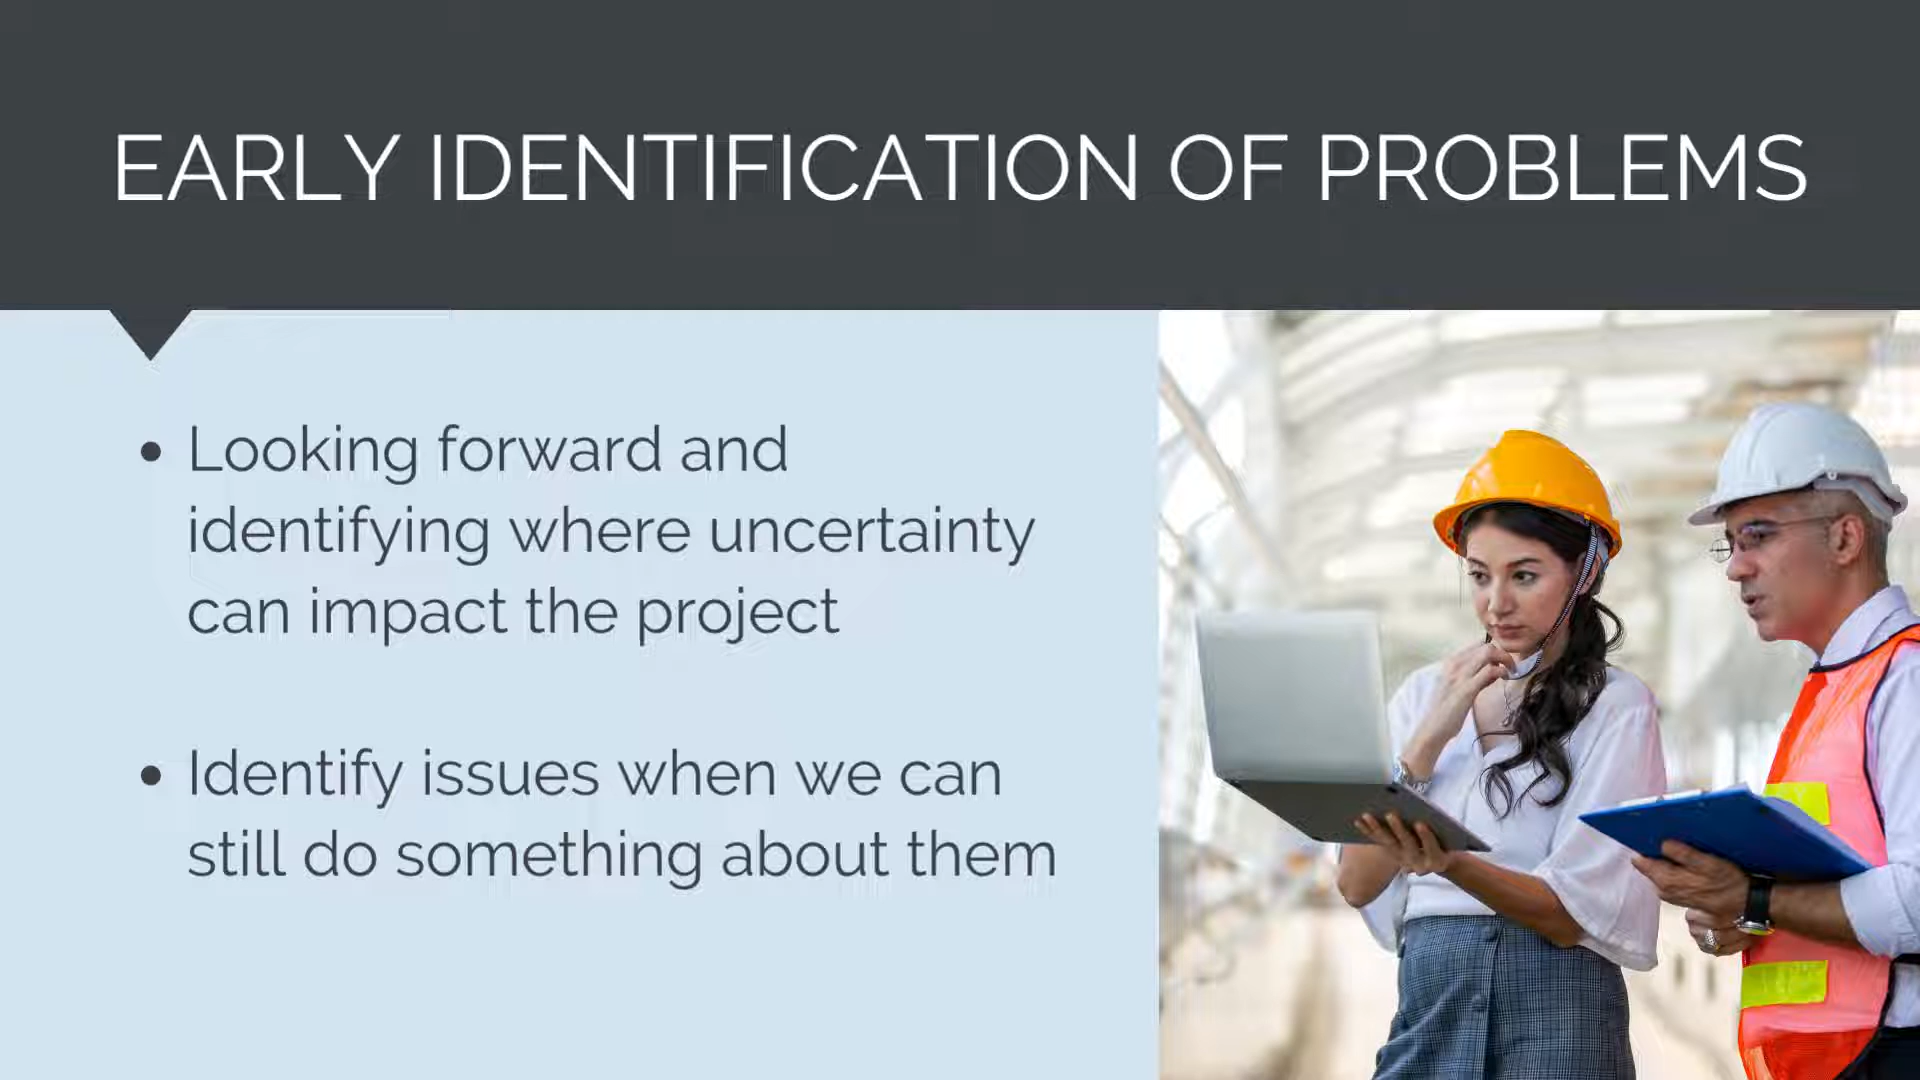 EARLY IDENTIFICATION OF PROBLEMS
• Looking forward and
identifying where uncertainty
can impact the project
• Identify issues when we can
still do something about them